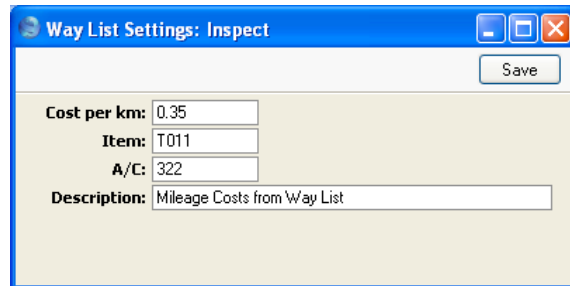 Way List Settings: Inspect
Save
Cost per km: 0.35
Item: T011
A/C: 322
Description: Mileage Costs from Way List